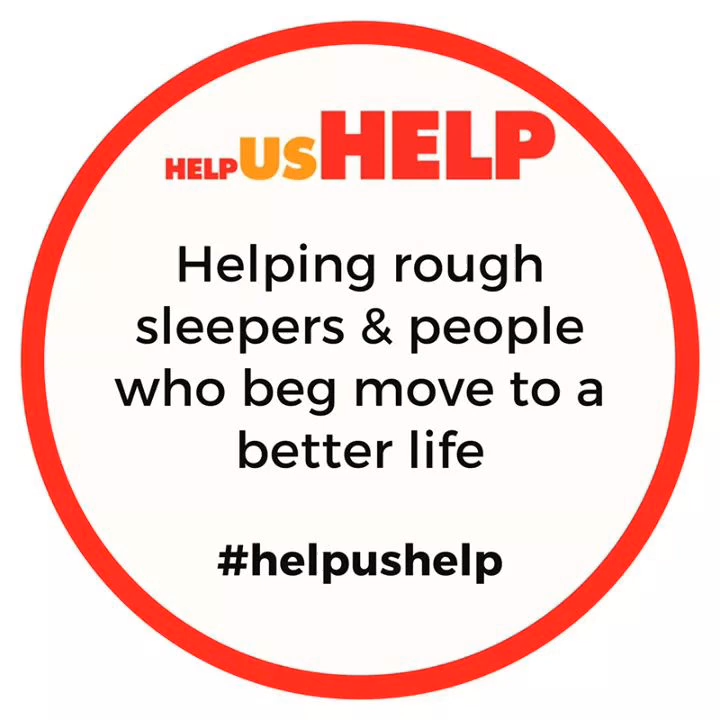 HELP US HELP
Helping rough
sleepers & people
who beg move to a
better life
#helpushelp